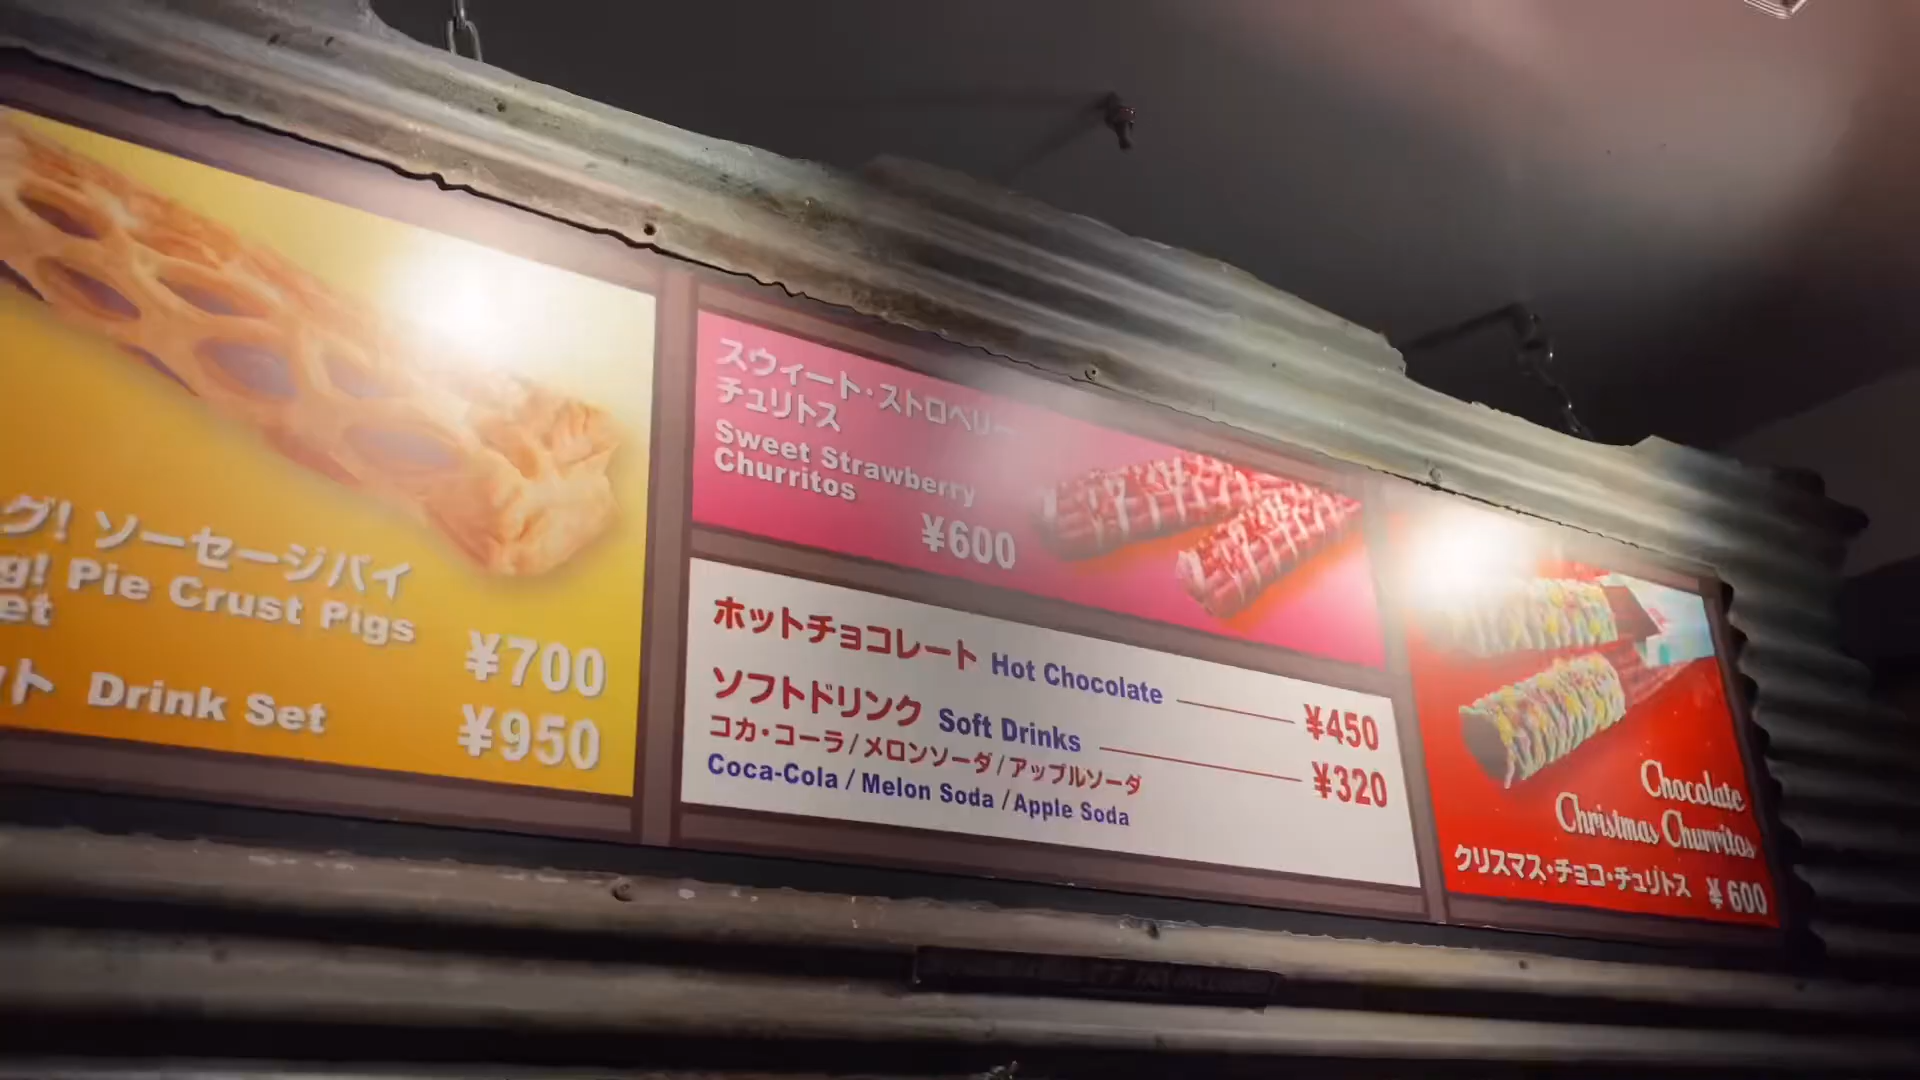 グ! ソーセージパイ
g! Pie Crust Pigs
et
¥700
ット Drink Set
¥950
スウィート・ストロベリー
チュリトス
Sweet Strawberry
Churritos
¥600
ホットチョコレート Hot Chocolate ¥450
ソフトドリンク Soft Drinks ¥320
コカ・コーラ/メロンソーダ/アップルソーダ
Coca-Cola / Melon Soda / Apple Soda
Chocolate
Christmas Churritos
クリスマス・チョコ・チュリトス ¥600